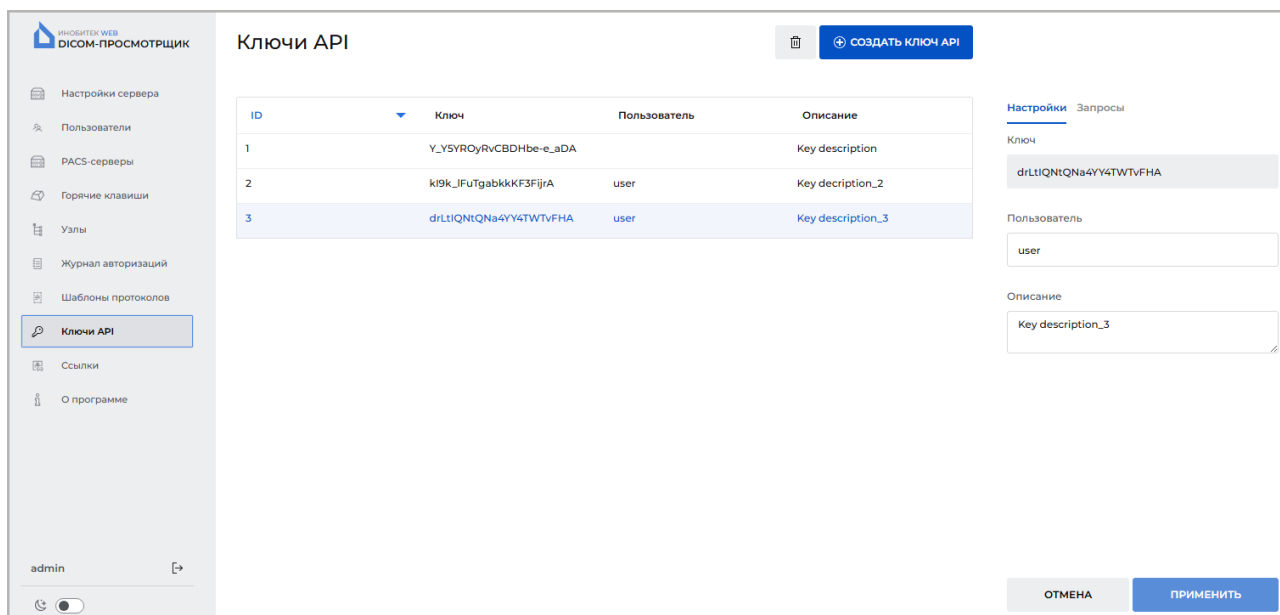 ИНОБИТЕК WEB
DICOM-ПРОСМОТРЩИК
Настройки сервера
Пользователи
PACS-серверы
Горячие клавиши
Узлы
Журнал авторизаций
Шаблоны протоколов
Ключи API
Ссылки
О программе
admin
Ключи API
СОЗДАТЬ КЛЮЧ API
ID Ключ Пользователь Описание
1 Y_Y5YROyRvCBDHbe-e_aDA Key description
2 kI9k_lFuTgabkkKF3FijrA user Key decription_2
3 drLtIQNtQNa4YY4TWTvFHA user Key description_3
Настройки Запросы
Ключ
drLtIQNtQNa4YY4TWTvFHA
Пользователь
user
Описание
Key description_3
ОТМЕНА ПРИМЕНИТЬ